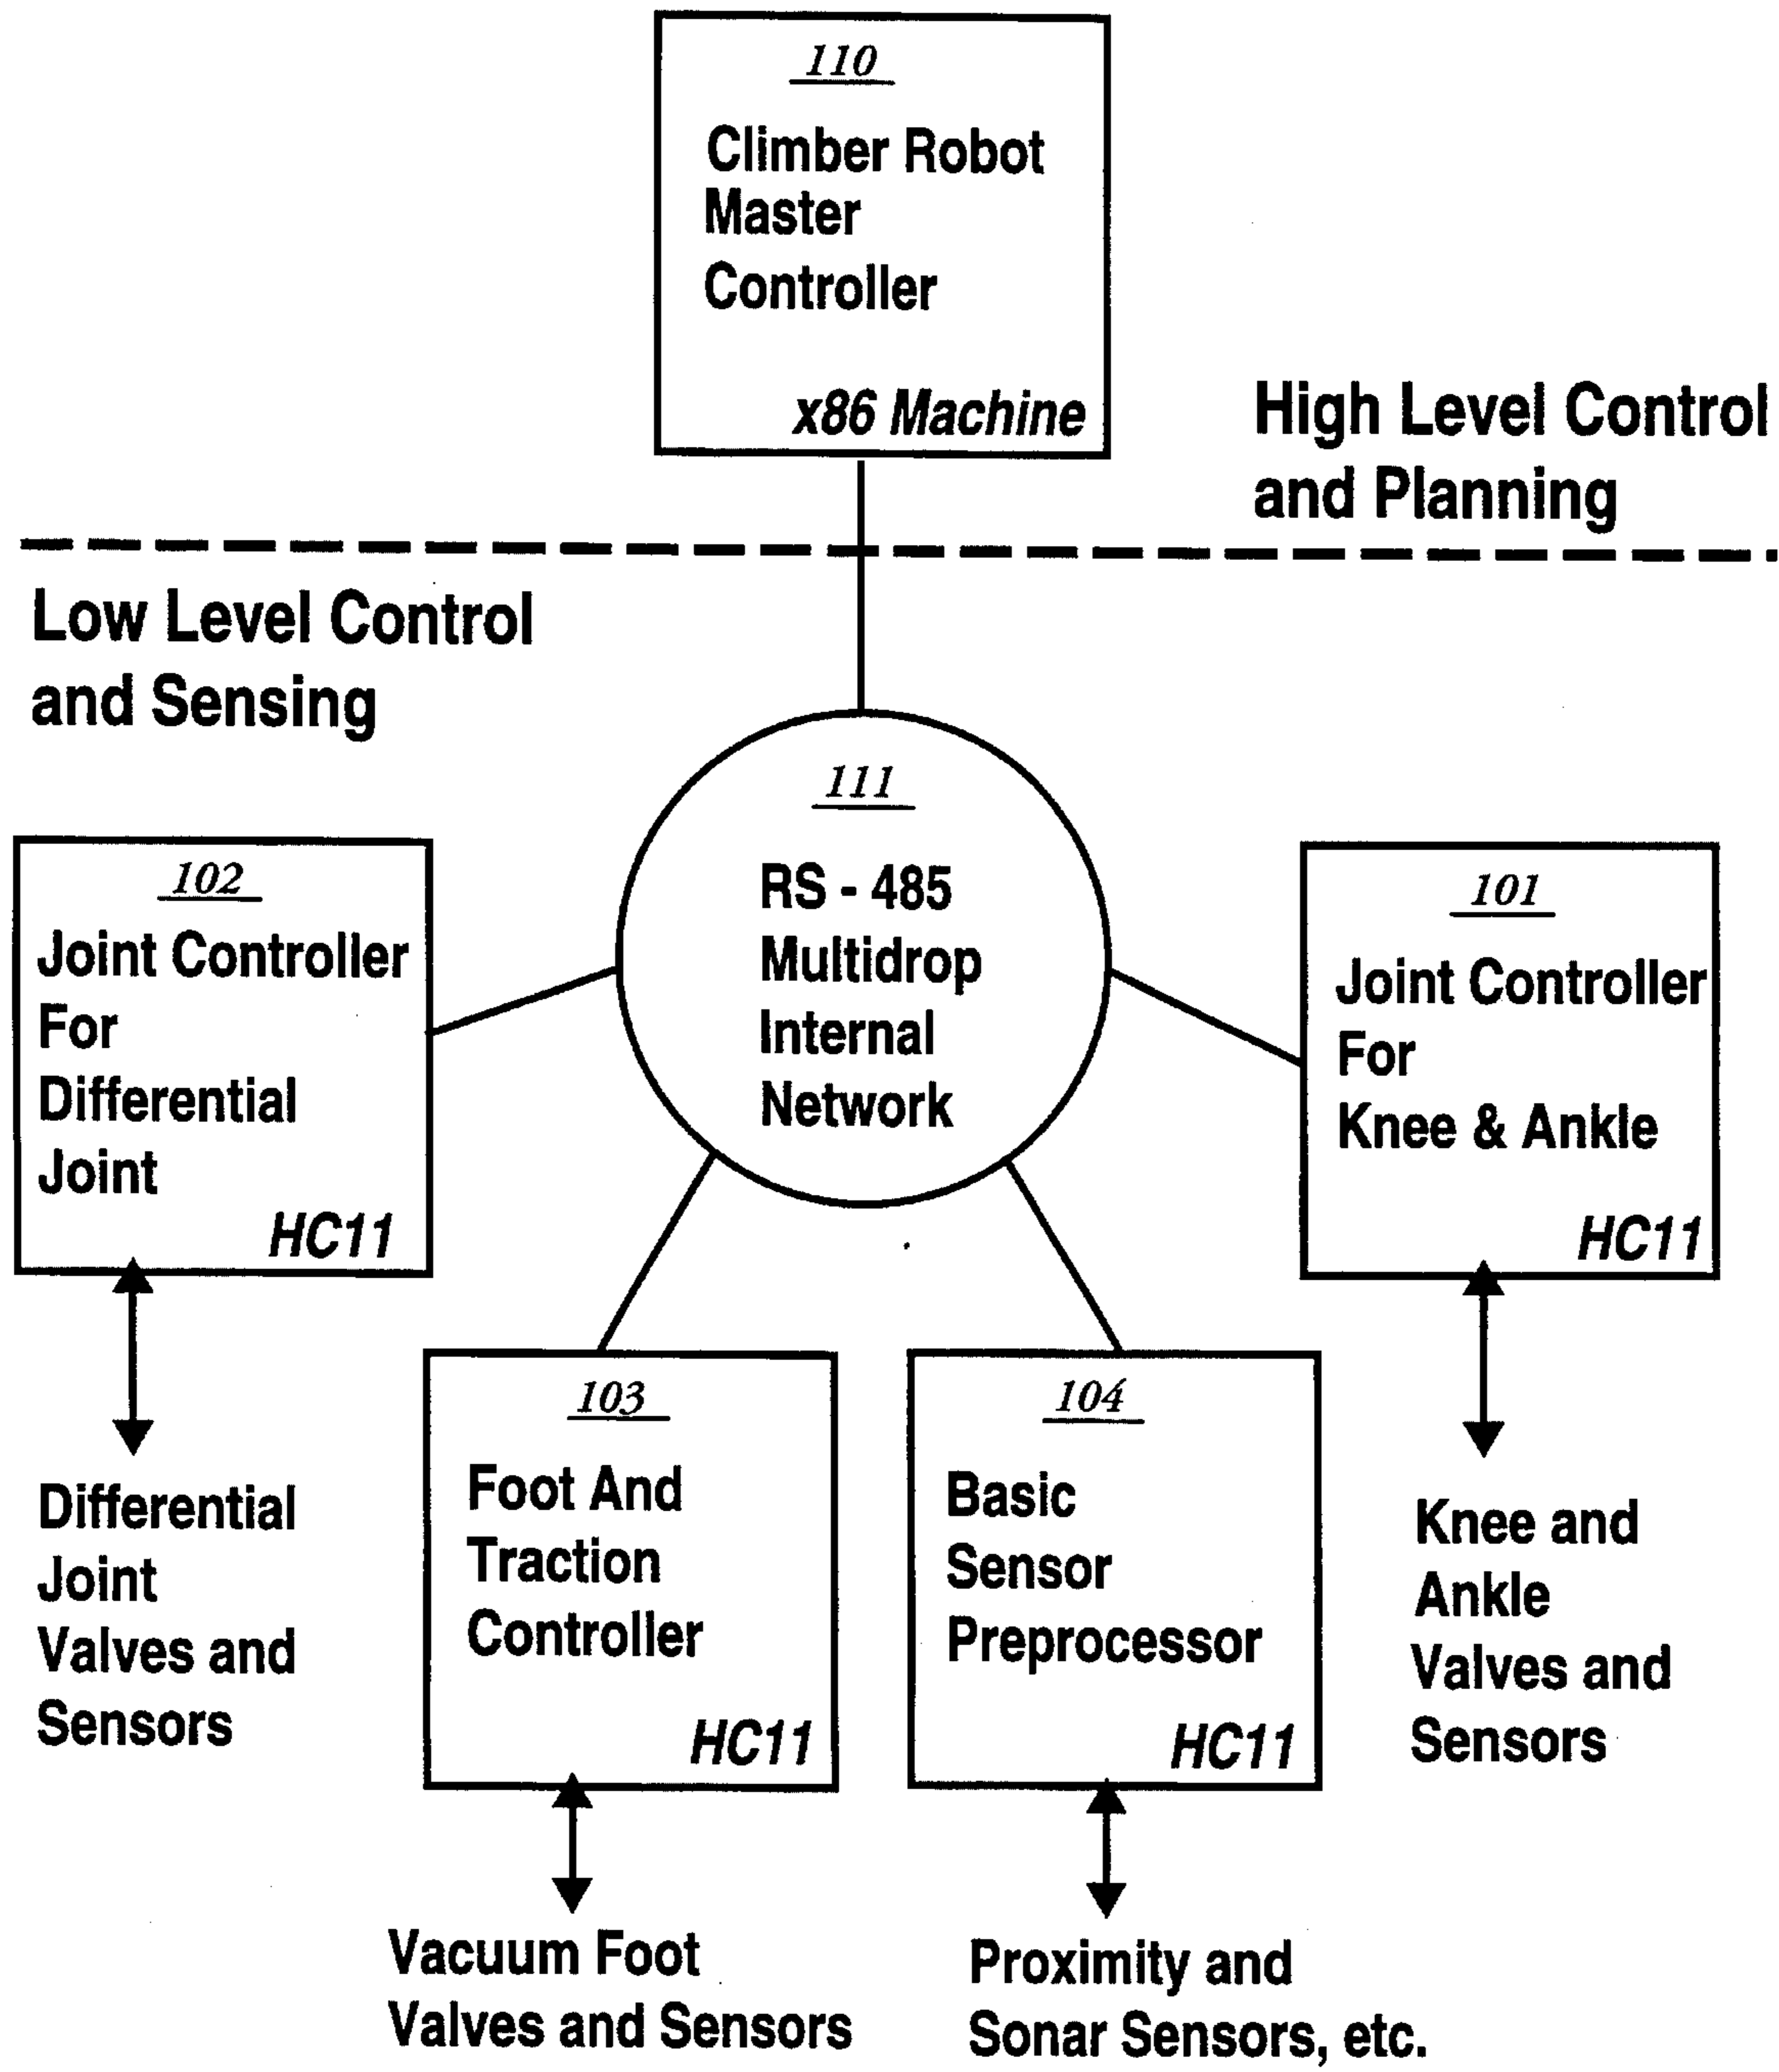 110
Climber Robot
Master
Controller
x86 Machine
High Level Control
and Planning
Low Level Control
and Sensing
111
RS - 485
Multidrop
Internal
Network
102
Joint Controller
For
Differential
Joint
HC11
101
Joint Controller
For
Knee & Ankle
HC11
103
Foot And
Traction
Controller
HC11
104
Basic
Sensor
Preprocessor
HC11
Differential
Joint
Valves and
Sensors
Knee and
Ankle
Valves and
Sensors
Vacuum Foot
Valves and Sensors
Proximity and
Sonar Sensors, etc.